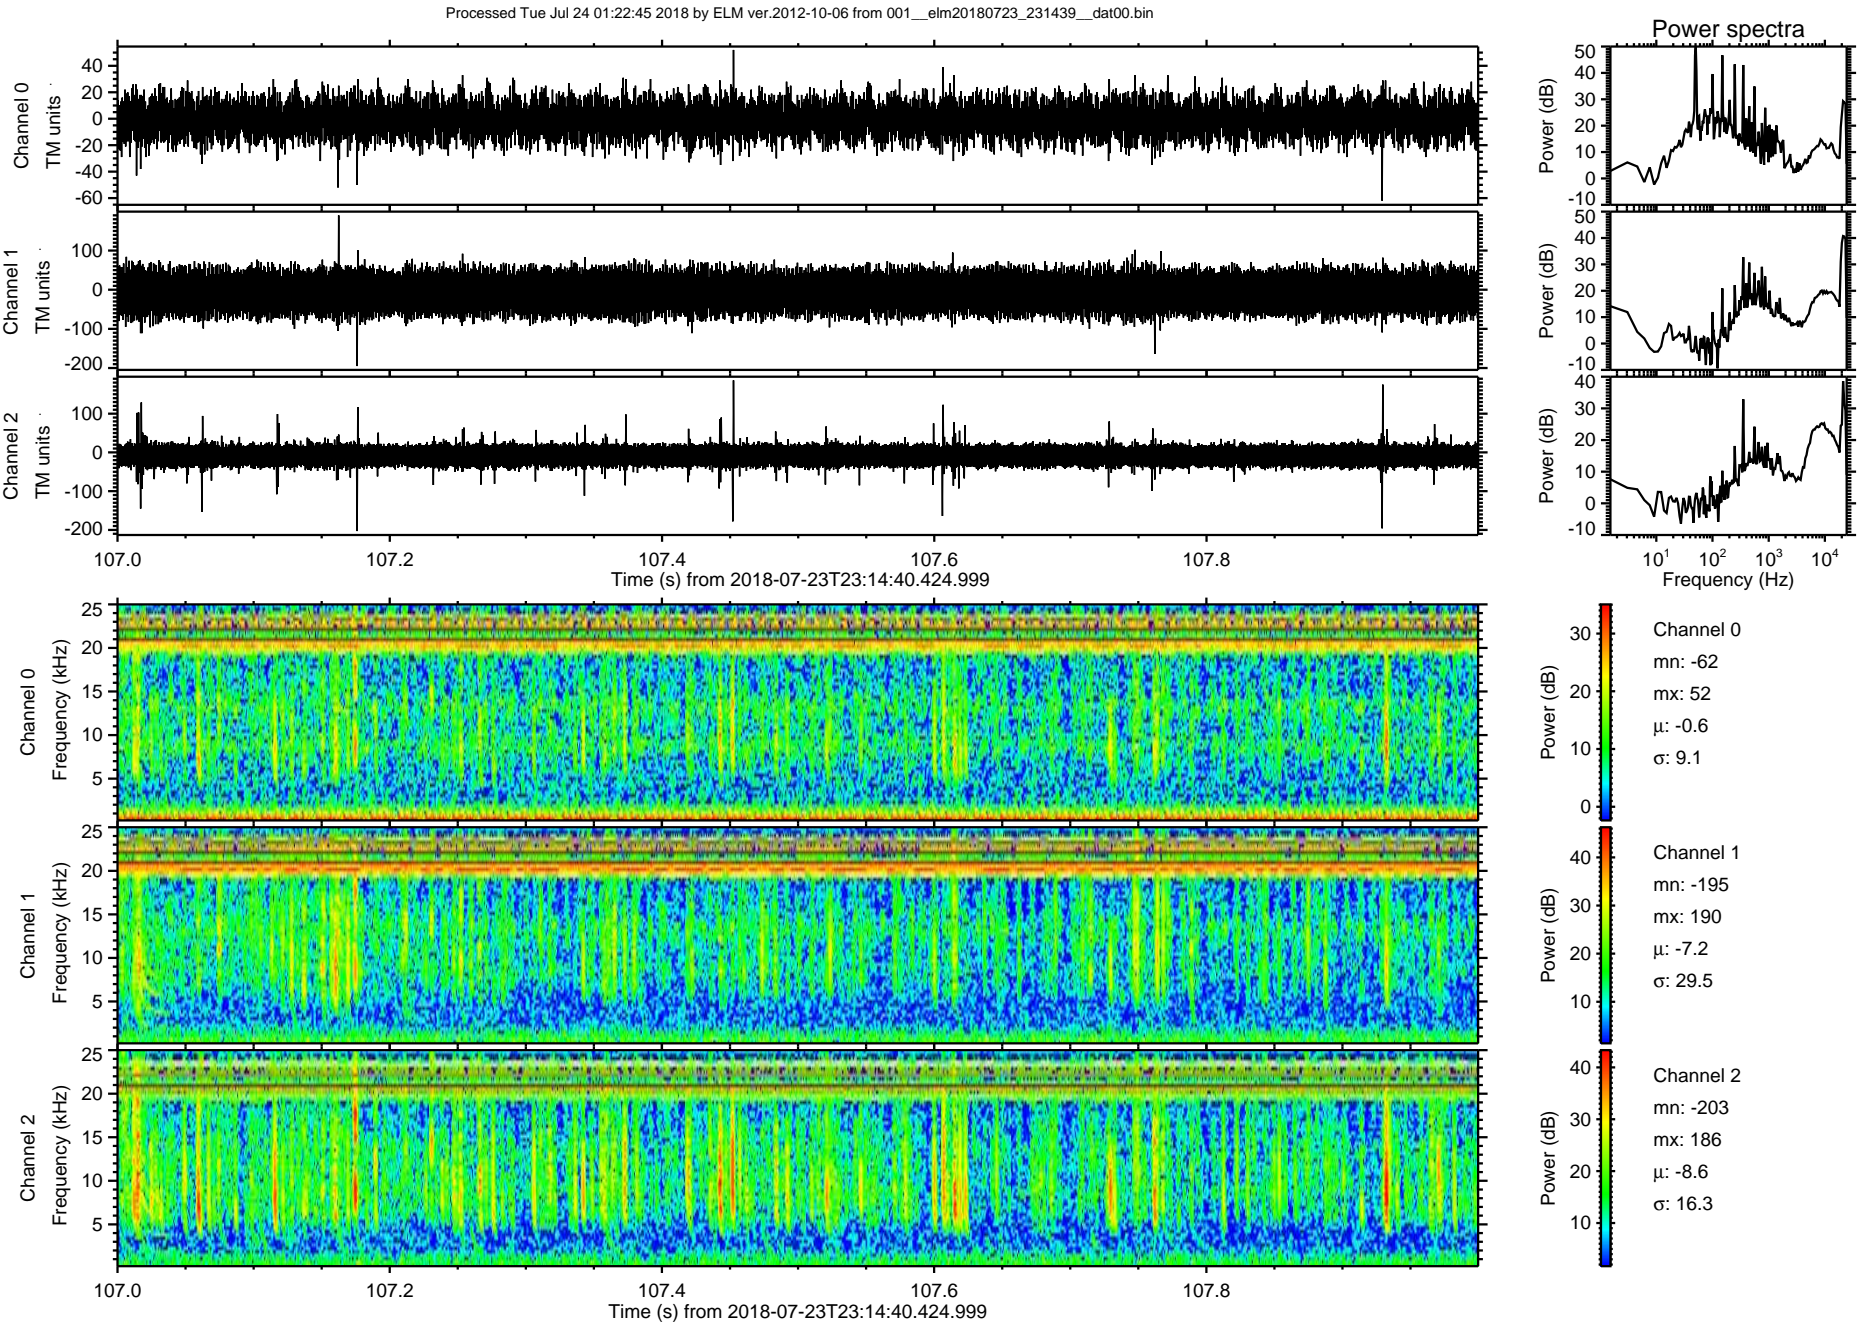 Processed Tue Jul 24 01:22:45 2018 by ELM ver.2012-10-06 from 001__elm20180723_231439__dat00.bin
Power spectra
Channel 0
TM units
40
20
0
-20
-40
-60
Power (dB)
50
40
30
20
10
0
-10
Channel 1
TM units
100
0
-100
-200
Power (dB)
50
40
30
20
10
0
-10
Channel 2
TM units
100
0
-100
-200
Power (dB)
40
30
20
10
0
-10
107.0 107.2 107.4 107.6 107.8
Time (s) from 2018-07-23T23:14:40.424.999
10^1 10^2 10^3 10^4
Frequency (Hz)
Channel 0
Frequency (kHz)
25
20
15
10
5
Power (dB)
30
20
10
0
Channel 0
mn: -62
mx: 52
μ: -0.6
σ: 9.1
Channel 1
Frequency (kHz)
25
20
15
10
5
Power (dB)
40
30
20
10
Channel 1
mn: -195
mx: 190
μ: -7.2
σ: 29.5
Channel 2
Frequency (kHz)
25
20
15
10
5
Power (dB)
40
30
20
10
Channel 2
mn: -203
mx: 186
μ: -8.6
σ: 16.3
107.0 107.2 107.4 107.6 107.8
Time (s) from 2018-07-23T23:14:40.424.999